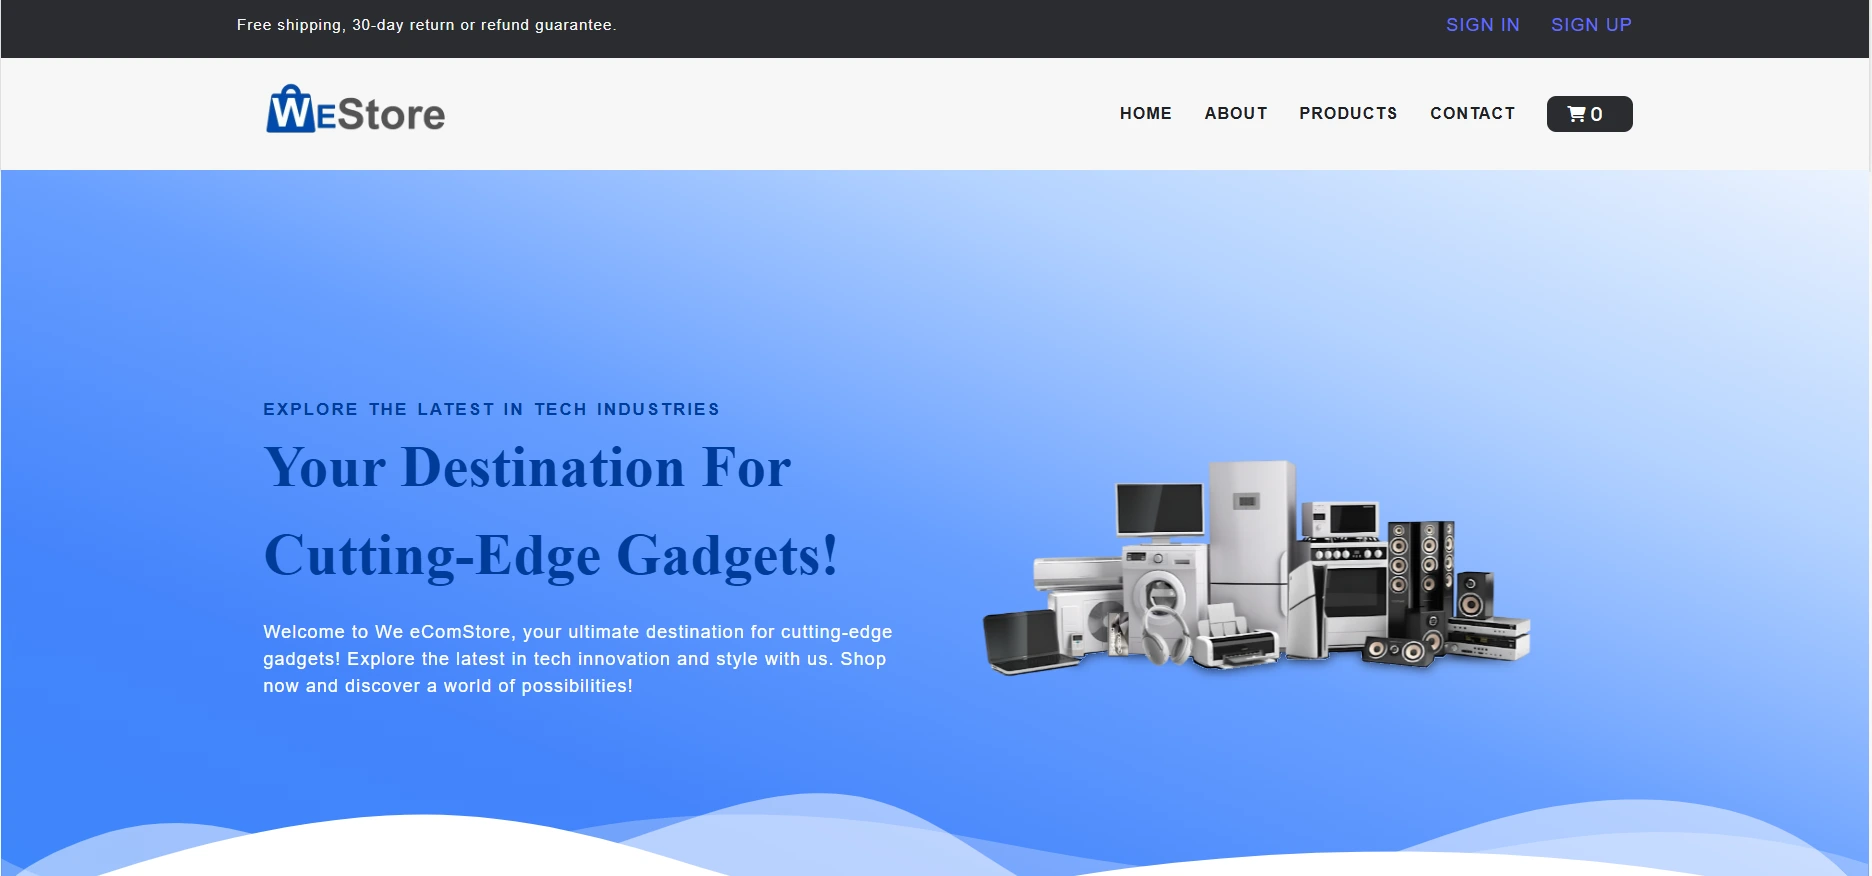 Free shipping, 30-day return or refund guarantee.
SIGN IN
SIGN UP
WeStore
HOME
ABOUT
PRODUCTS
CONTACT
0
EXPLORE THE LATEST IN TECH INDUSTRIES
Your Destination For
Cutting-Edge Gadgets!
Welcome to We eComStore, your ultimate destination for cutting-edge
gadgets! Explore the latest in tech innovation and style with us. Shop
now and discover a world of possibilities!